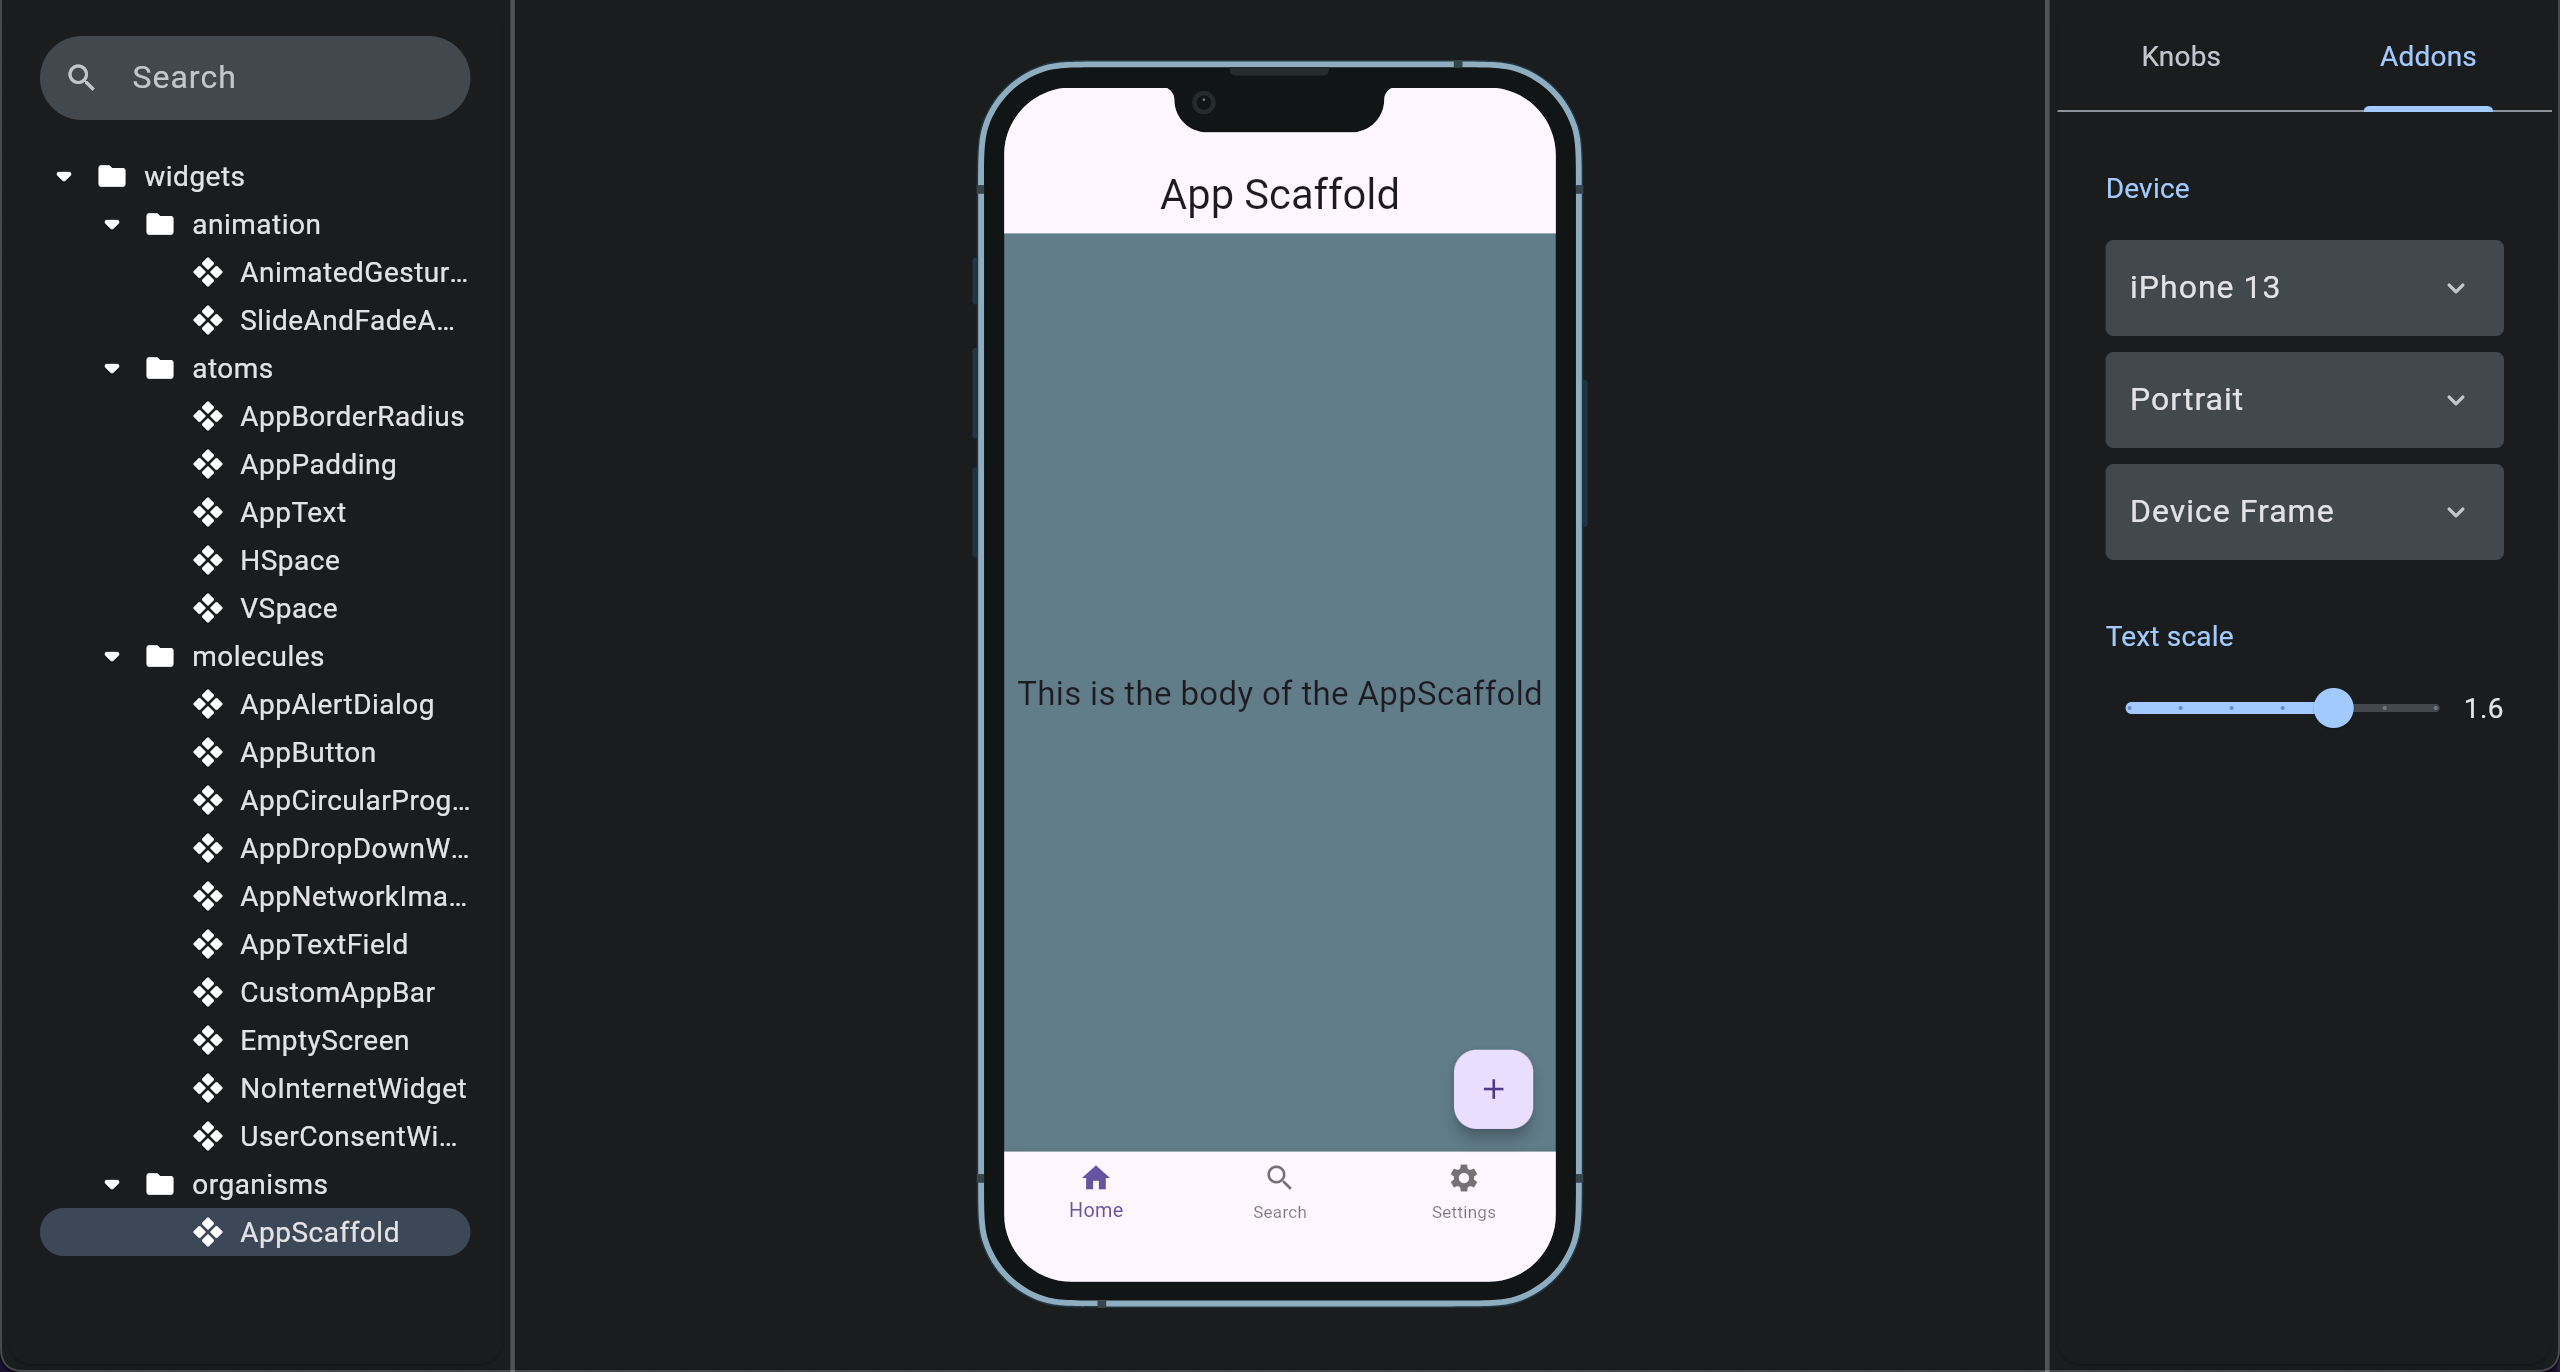 Search
widgets
animation
AnimatedGestur...
SlideAndFadeA...
atoms
AppBorderRadius
AppPadding
AppText
HSpace
VSpace
molecules
AppAlertDialog
AppButton
AppCircularProg...
AppDropDownW...
AppNetworkIma...
AppTextField
CustomAppBar
EmptyScreen
NoInternetWidget
UserConsentWi...
organisms
AppScaffold
App Scaffold
This is the body of the AppScaffold
Home Search Settings
Knobs Addons
Device
iPhone 13
Portrait
Device Frame
Text scale
1.6